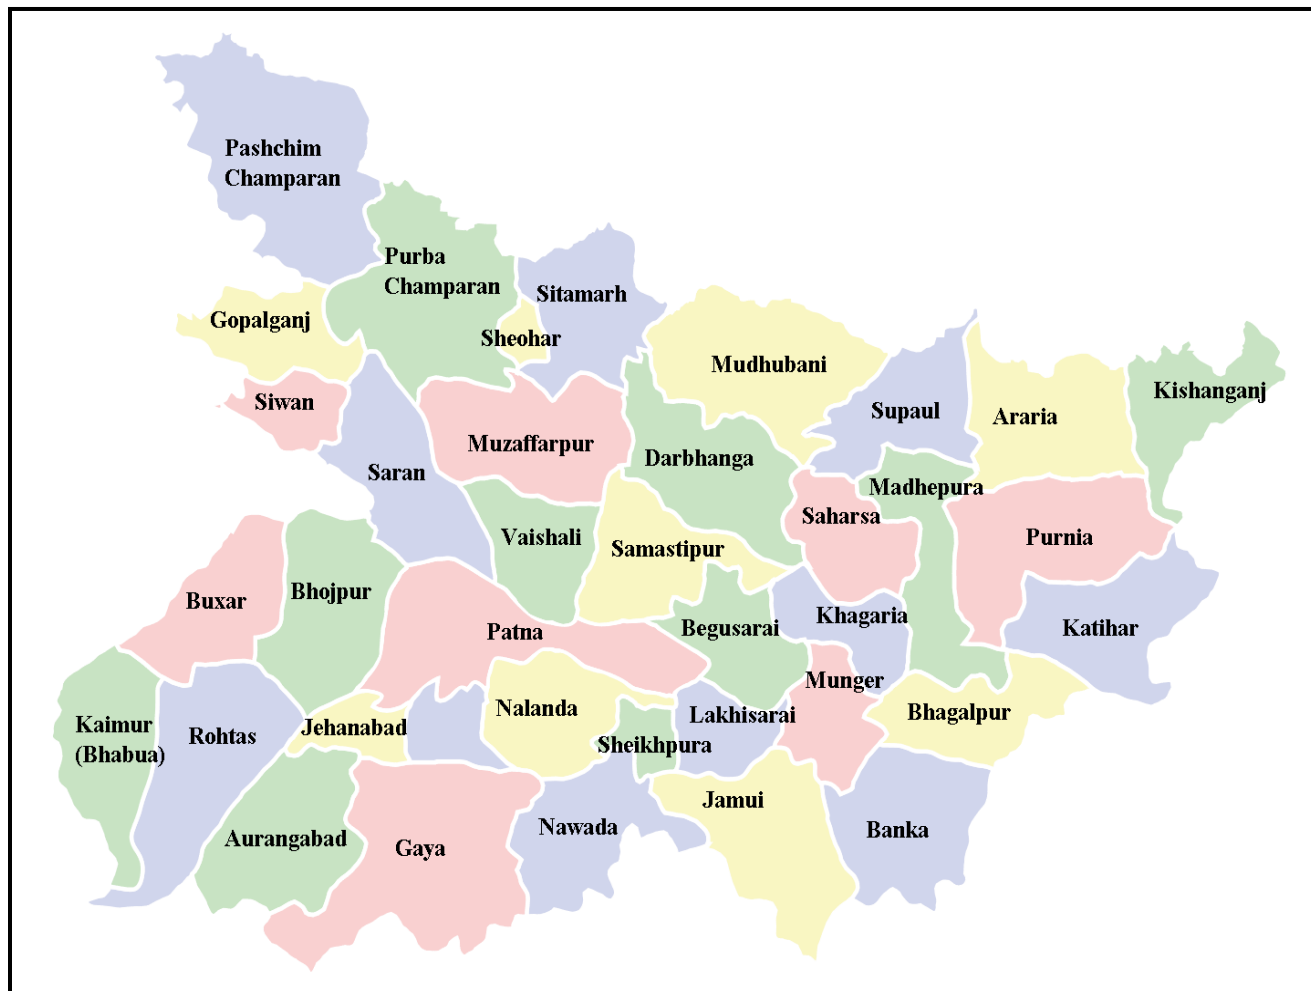 Pashchim
Champaran
Purba
Champaran
Sitamarh
Gopalganj
Sheohar
Mudhubani
Kishanganj
Siwan
Supaul
Araria
Muzaffarpur
Darbhanga
Saran
Madhepura
Saharsa
Vaishali
Samastipur
Purnia
Bhojpur
Buxar
Khagaria
Patna
Begusarai
Katihar
Munger
Nalanda
Bhagalpur
Lakhisarai
Kaimur
(Bhabua)
Rohtas
Jehanabad
Sheikhpura
Jamui
Nawada
Banka
Aurangabad
Gaya